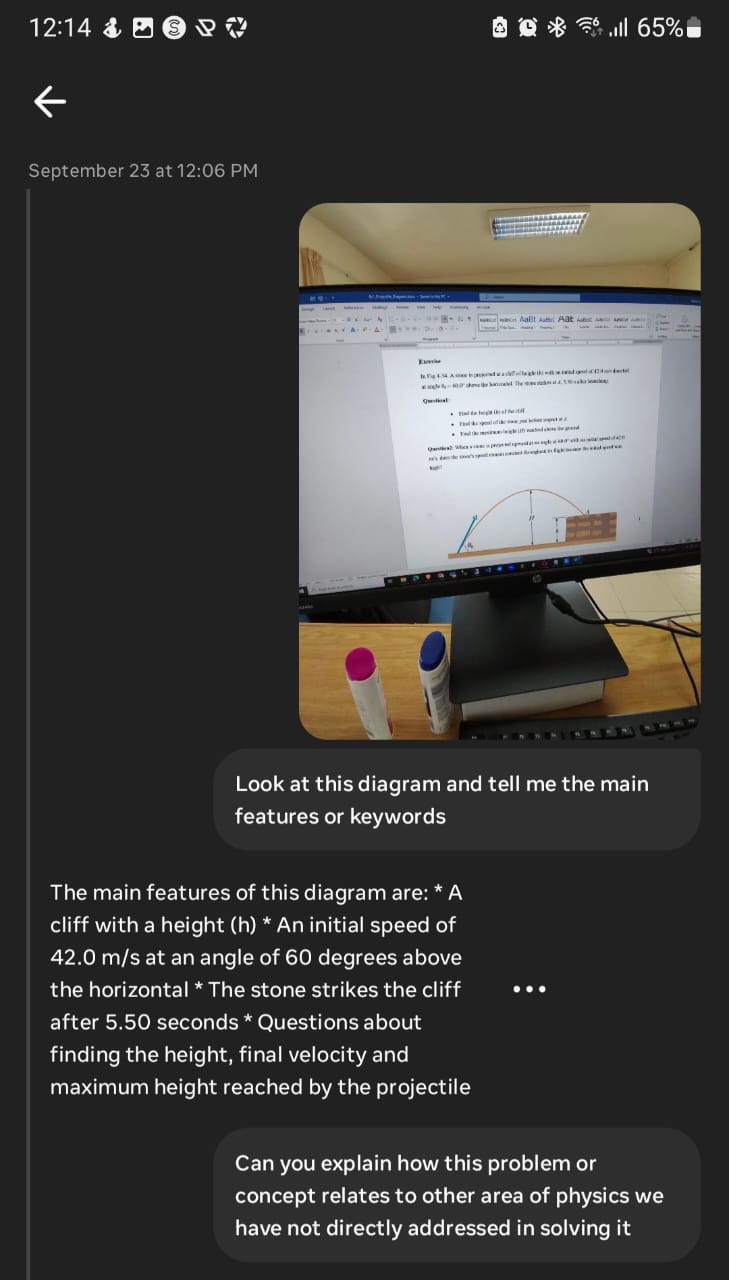 12:14
65%
September 23 at 12:06 PM
Exercise
In Fig 4-34, A stone is projected at a cliff of height (h) with an initial speed of 42.0 m/s directed
at angle θ₀ = 60.0° above the horizontal. The stone strikes at A, 5.50 s after launching.
Question1:
Find the height (h) of the cliff
Find the speed of the stone just before impact at A
Find the maximum height (H) reached above the ground.
Question2: When a stone is projected upward at an angle of 60.0° with an initial speed of 42.0
m/s, does the stone's speed remain constant throughout its flight because the initial speed was
high?
H
A
h
θ₀
Look at this diagram and tell me the main
features or keywords
The main features of this diagram are: * A
cliff with a height (h) * An initial speed of
42.0 m/s at an angle of 60 degrees above
the horizontal * The stone strikes the cliff
after 5.50 seconds * Questions about
finding the height, final velocity and
maximum height reached by the projectile
Can you explain how this problem or
concept relates to other area of physics we
have not directly addressed in solving it